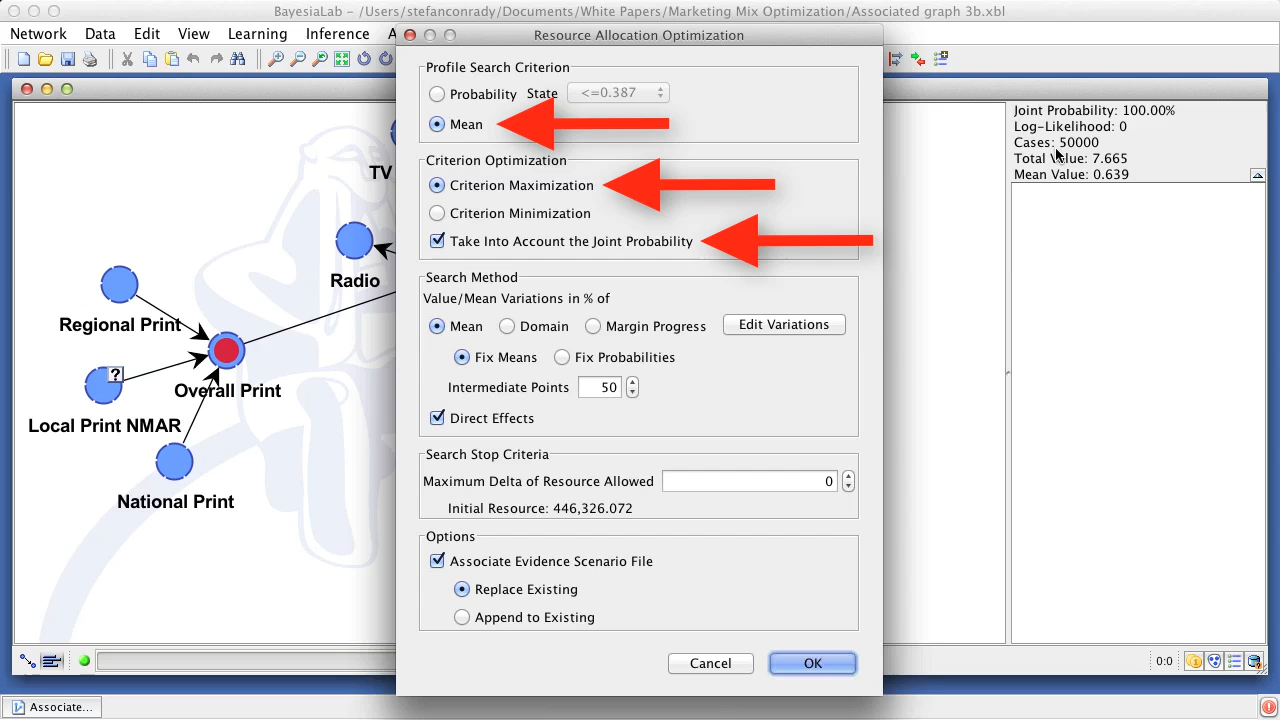 BayesiaLab – /Users/stefanconrady/Documents/White Papers/Marketing Mix Optimization/Associated graph 3b.xbl
Network Data Edit View Learning Inference
Resource Allocation Optimization
Profile Search Criterion
Probability State <=0.387
Mean
Criterion Optimization
Criterion Maximization
Criterion Minimization
Take Into Account the Joint Probability
Search Method
Value/Mean Variations in % of
Mean Domain Margin Progress Edit Variations
Fix Means Fix Probabilities
Intermediate Points 50
Direct Effects
Search Stop Criteria
Maximum Delta of Resource Allowed 0
Initial Resource: 446,326.072
Options
Associate Evidence Scenario File
Replace Existing
Append to Existing
Cancel OK
TV
Radio
Regional Print
?
Overall Print
Local Print NMAR
National Print
Joint Probability: 100.00%
Log-Likelihood: 0
Cases: 50000
Total Value: 7.665
Mean Value: 0.639
0:0
Associate...